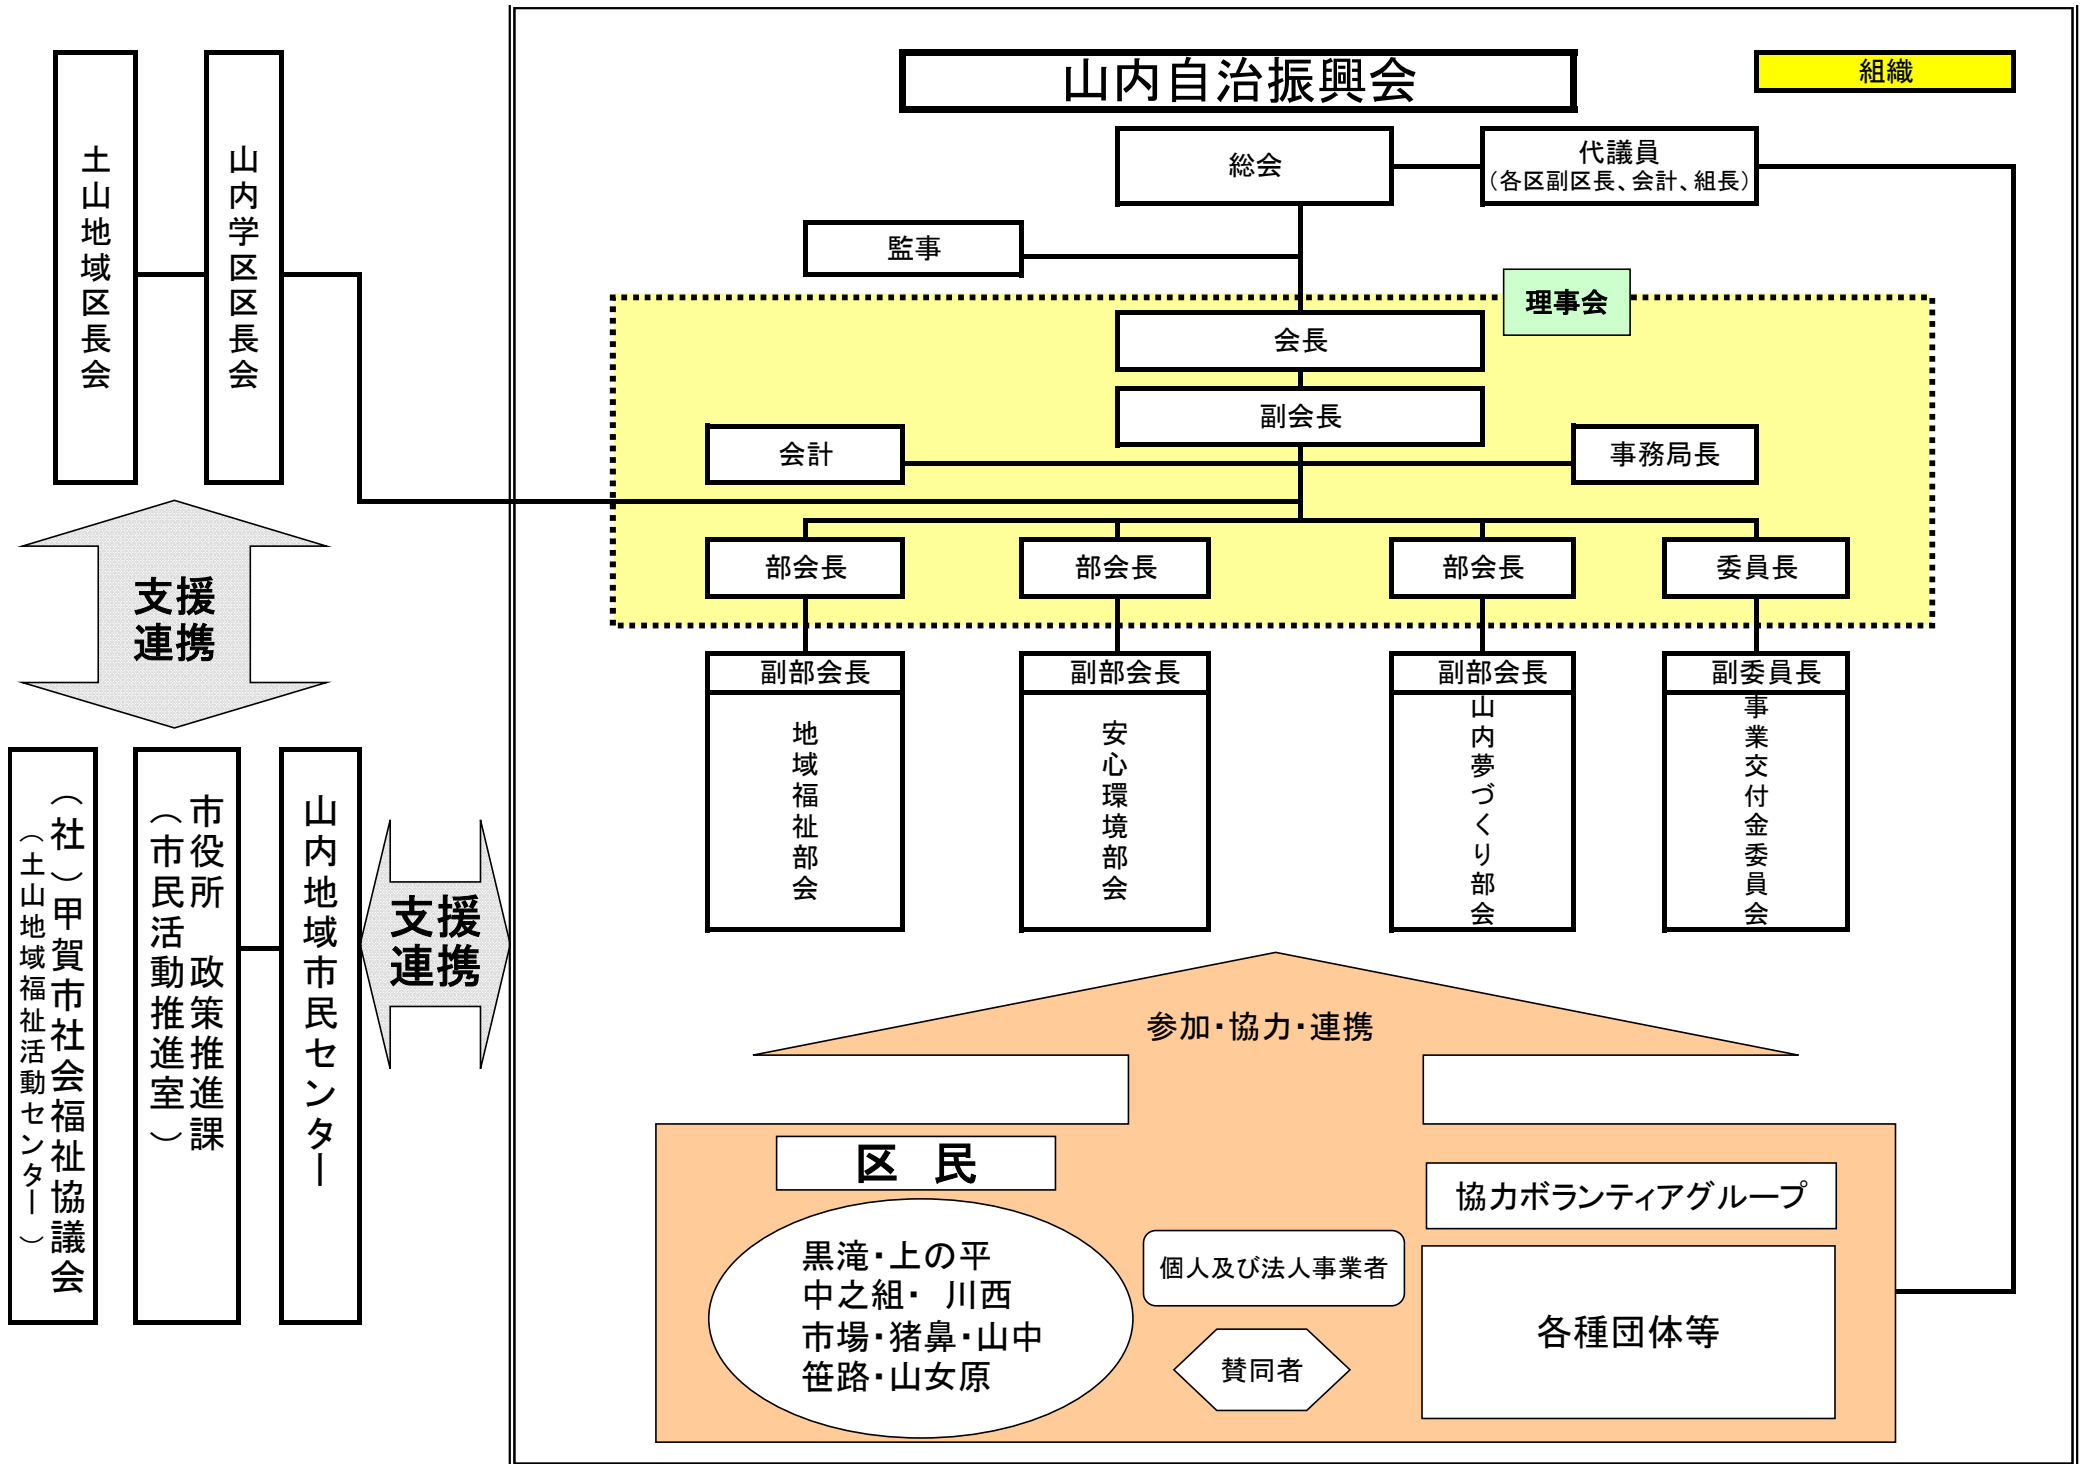 山内自治振興会
組織
総会
代議員
（各区副区長、会計、組長）
監事
理事会
会長
副会長
会計
事務局長
部会長
部会長
部会長
委員長
副部会長
副部会長
副部会長
副委員長
地域福祉部会
安心環境部会
山内夢づくり部会
事業交付金委員会
土山地域区長会
山内学区区長会
支援
連携
（社）甲賀市社会福祉協議会
（土山地域福祉活動センター）
市役所　政策推進課
（市民活動推進室）
山内地域市民センター
支援
連携
参加・協力・連携
区　民
黒滝・上の平
中之組・ 川西
市場・猪鼻・山中
笹路・山女原
個人及び法人事業者
賛同者
協力ボランティアグループ
各種団体等